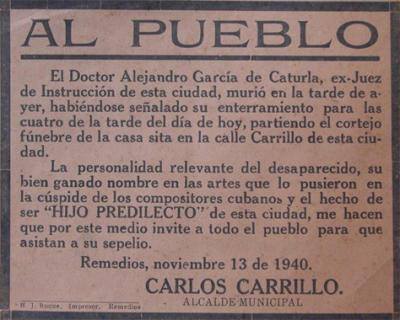 AL PUEBLO
El Doctor Alejandro García de Caturla, ex-Juez
de Instrucción de esta ciudad, murió en la tarde de a-
yer, habiéndose señalado su enterramiento para las
cuatro de la tarde del día de hoy, partiendo el cortejo
fúnebre de la casa sita en la calle Carrillo de esta ciu-
dad.
La personalidad relevante del desaparecido, su
bien ganado nombre en las artes que lo pusieron en
la cúspide de los compositores cubanos y el hecho de
ser "HIJO PREDILECTO" de esta ciudad, me hacen
que por este medio invite a todo el pueblo para que
asistan a su sepelio.
Remedios, noviembre 13 de 1940.
CARLOS CARRILLO.
ALCALDE MUNICIPAL
J. Impresor, Remedios